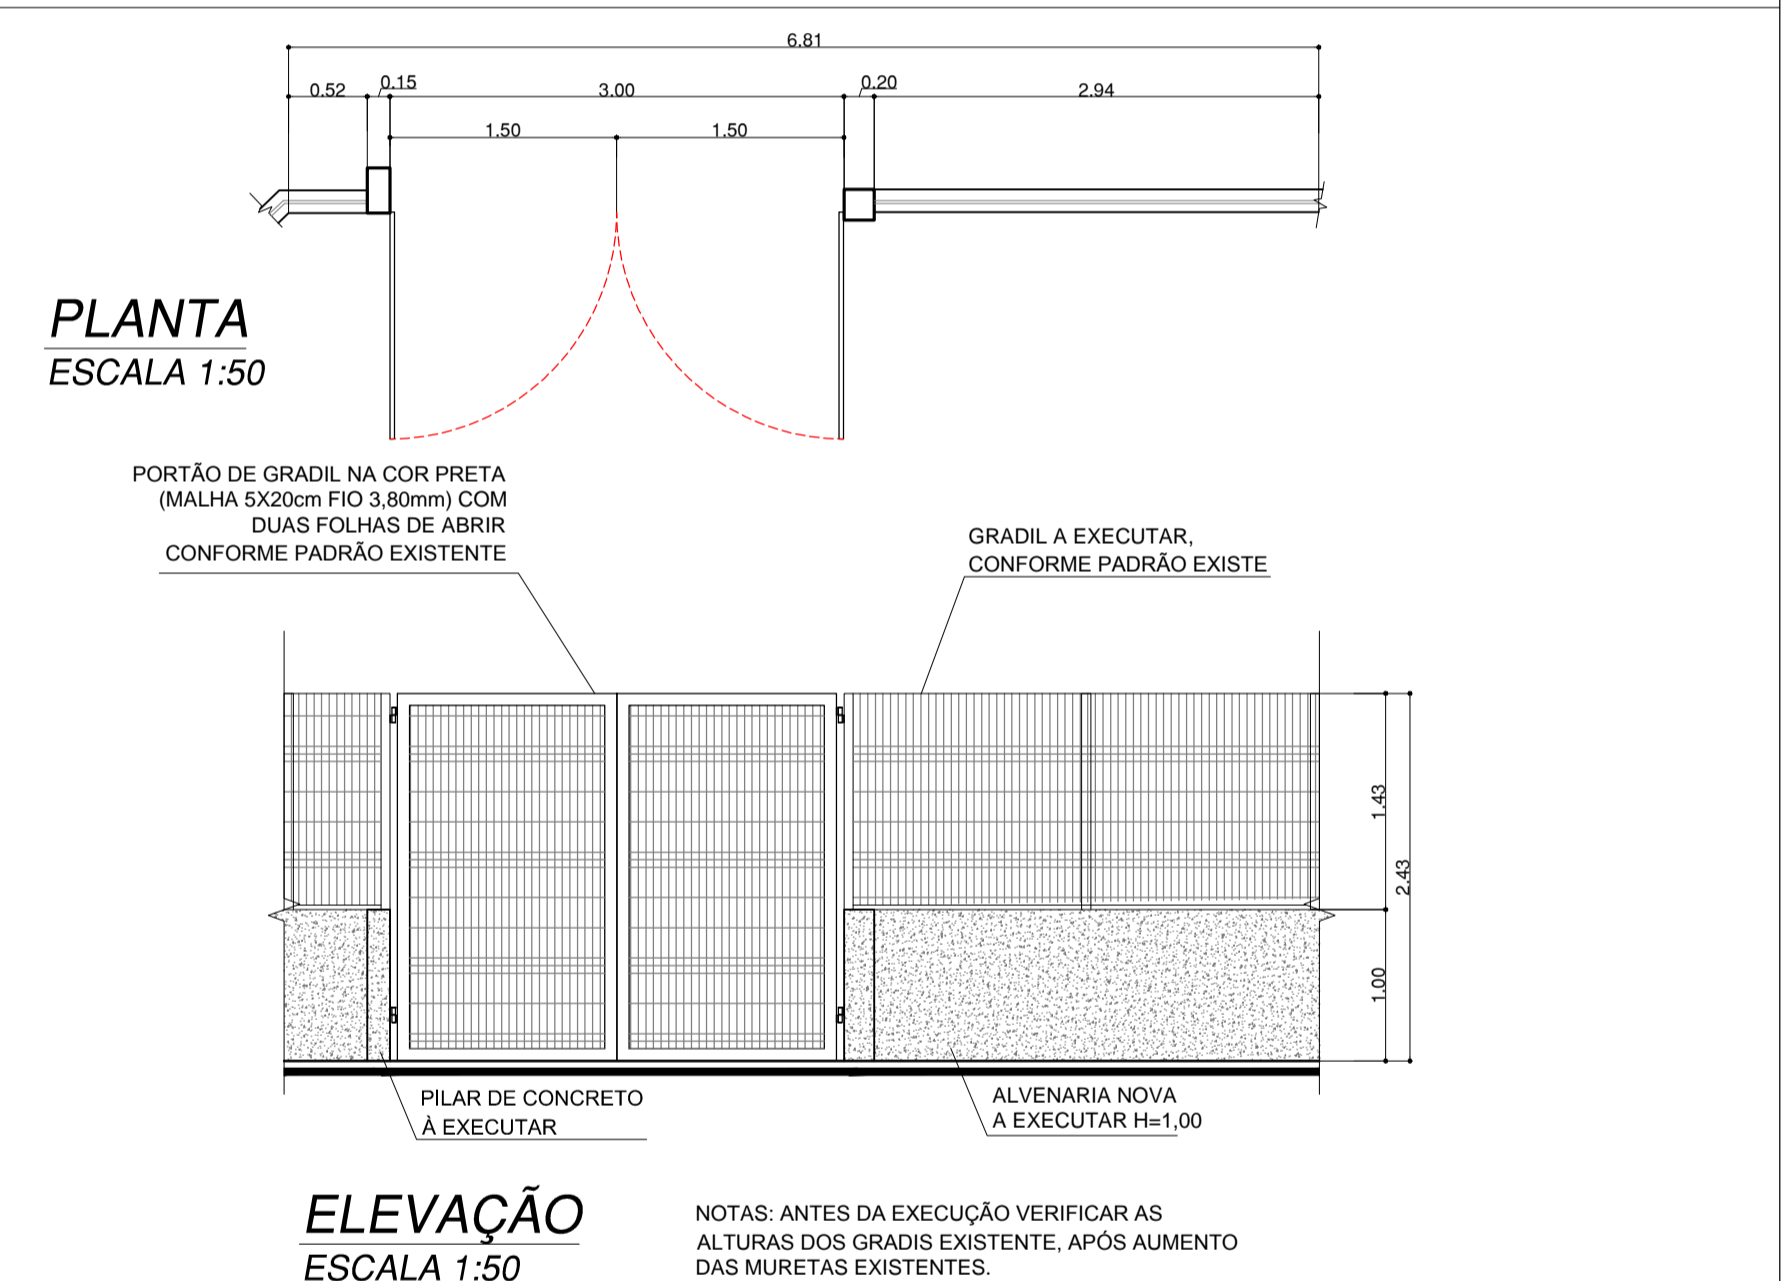 6.81
0.52
0.15
3.00
0.20
2.94
1.50
1.50
PLANTA
ESCALA 1:50
PORTÃO DE GRADIL NA COR PRETA
(MALHA 5X20cm FIO 3,80mm) COM
DUAS FOLHAS DE ABRIR
CONFORME PADRÃO EXISTENTE
GRADIL A EXECUTAR,
CONFORME PADRÃO EXISTE
1.43
2.43
1.00
PILAR DE CONCRETO
À EXECUTAR
ALVENARIA NOVA
A EXECUTAR H=1,00
ELEVAÇÃO
ESCALA 1:50
NOTAS: ANTES DA EXECUÇÃO VERIFICAR AS
ALTURAS DOS GRADIS EXISTENTE, APÓS AUMENTO
DAS MURETAS EXISTENTES.